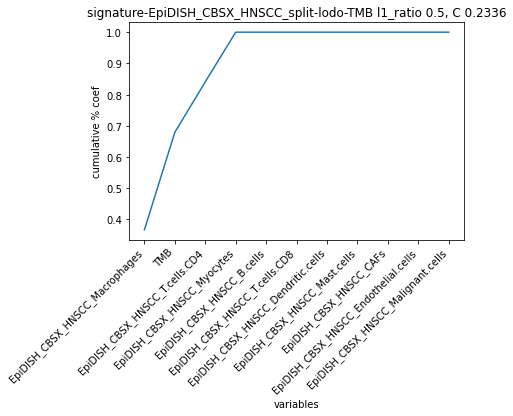 signature-EpiDISH_CBSX_HNSCC_split-lodo-TMB l1_ratio 0.5, C 0.2336
1.0
0.9
0.8
0.7
0.6
0.5
0.4
cumulative % coef
EpiDISH_CBSX_HNSCC_Macrophages
TMB
EpiDISH_CBSX_HNSCC_T.cells.CD4
EpiDISH_CBSX_HNSCC_Myocytes
EpiDISH_CBSX_HNSCC_B.cells
EpiDISH_CBSX_HNSCC_T.cells.CD8
EpiDISH_CBSX_HNSCC_Dendritic.cells
EpiDISH_CBSX_HNSCC_Mast.cells
EpiDISH_CBSX_HNSCC_CAFs
EpiDISH_CBSX_HNSCC_Endothelial.cells
EpiDISH_CBSX_HNSCC_Malignant.cells
variables